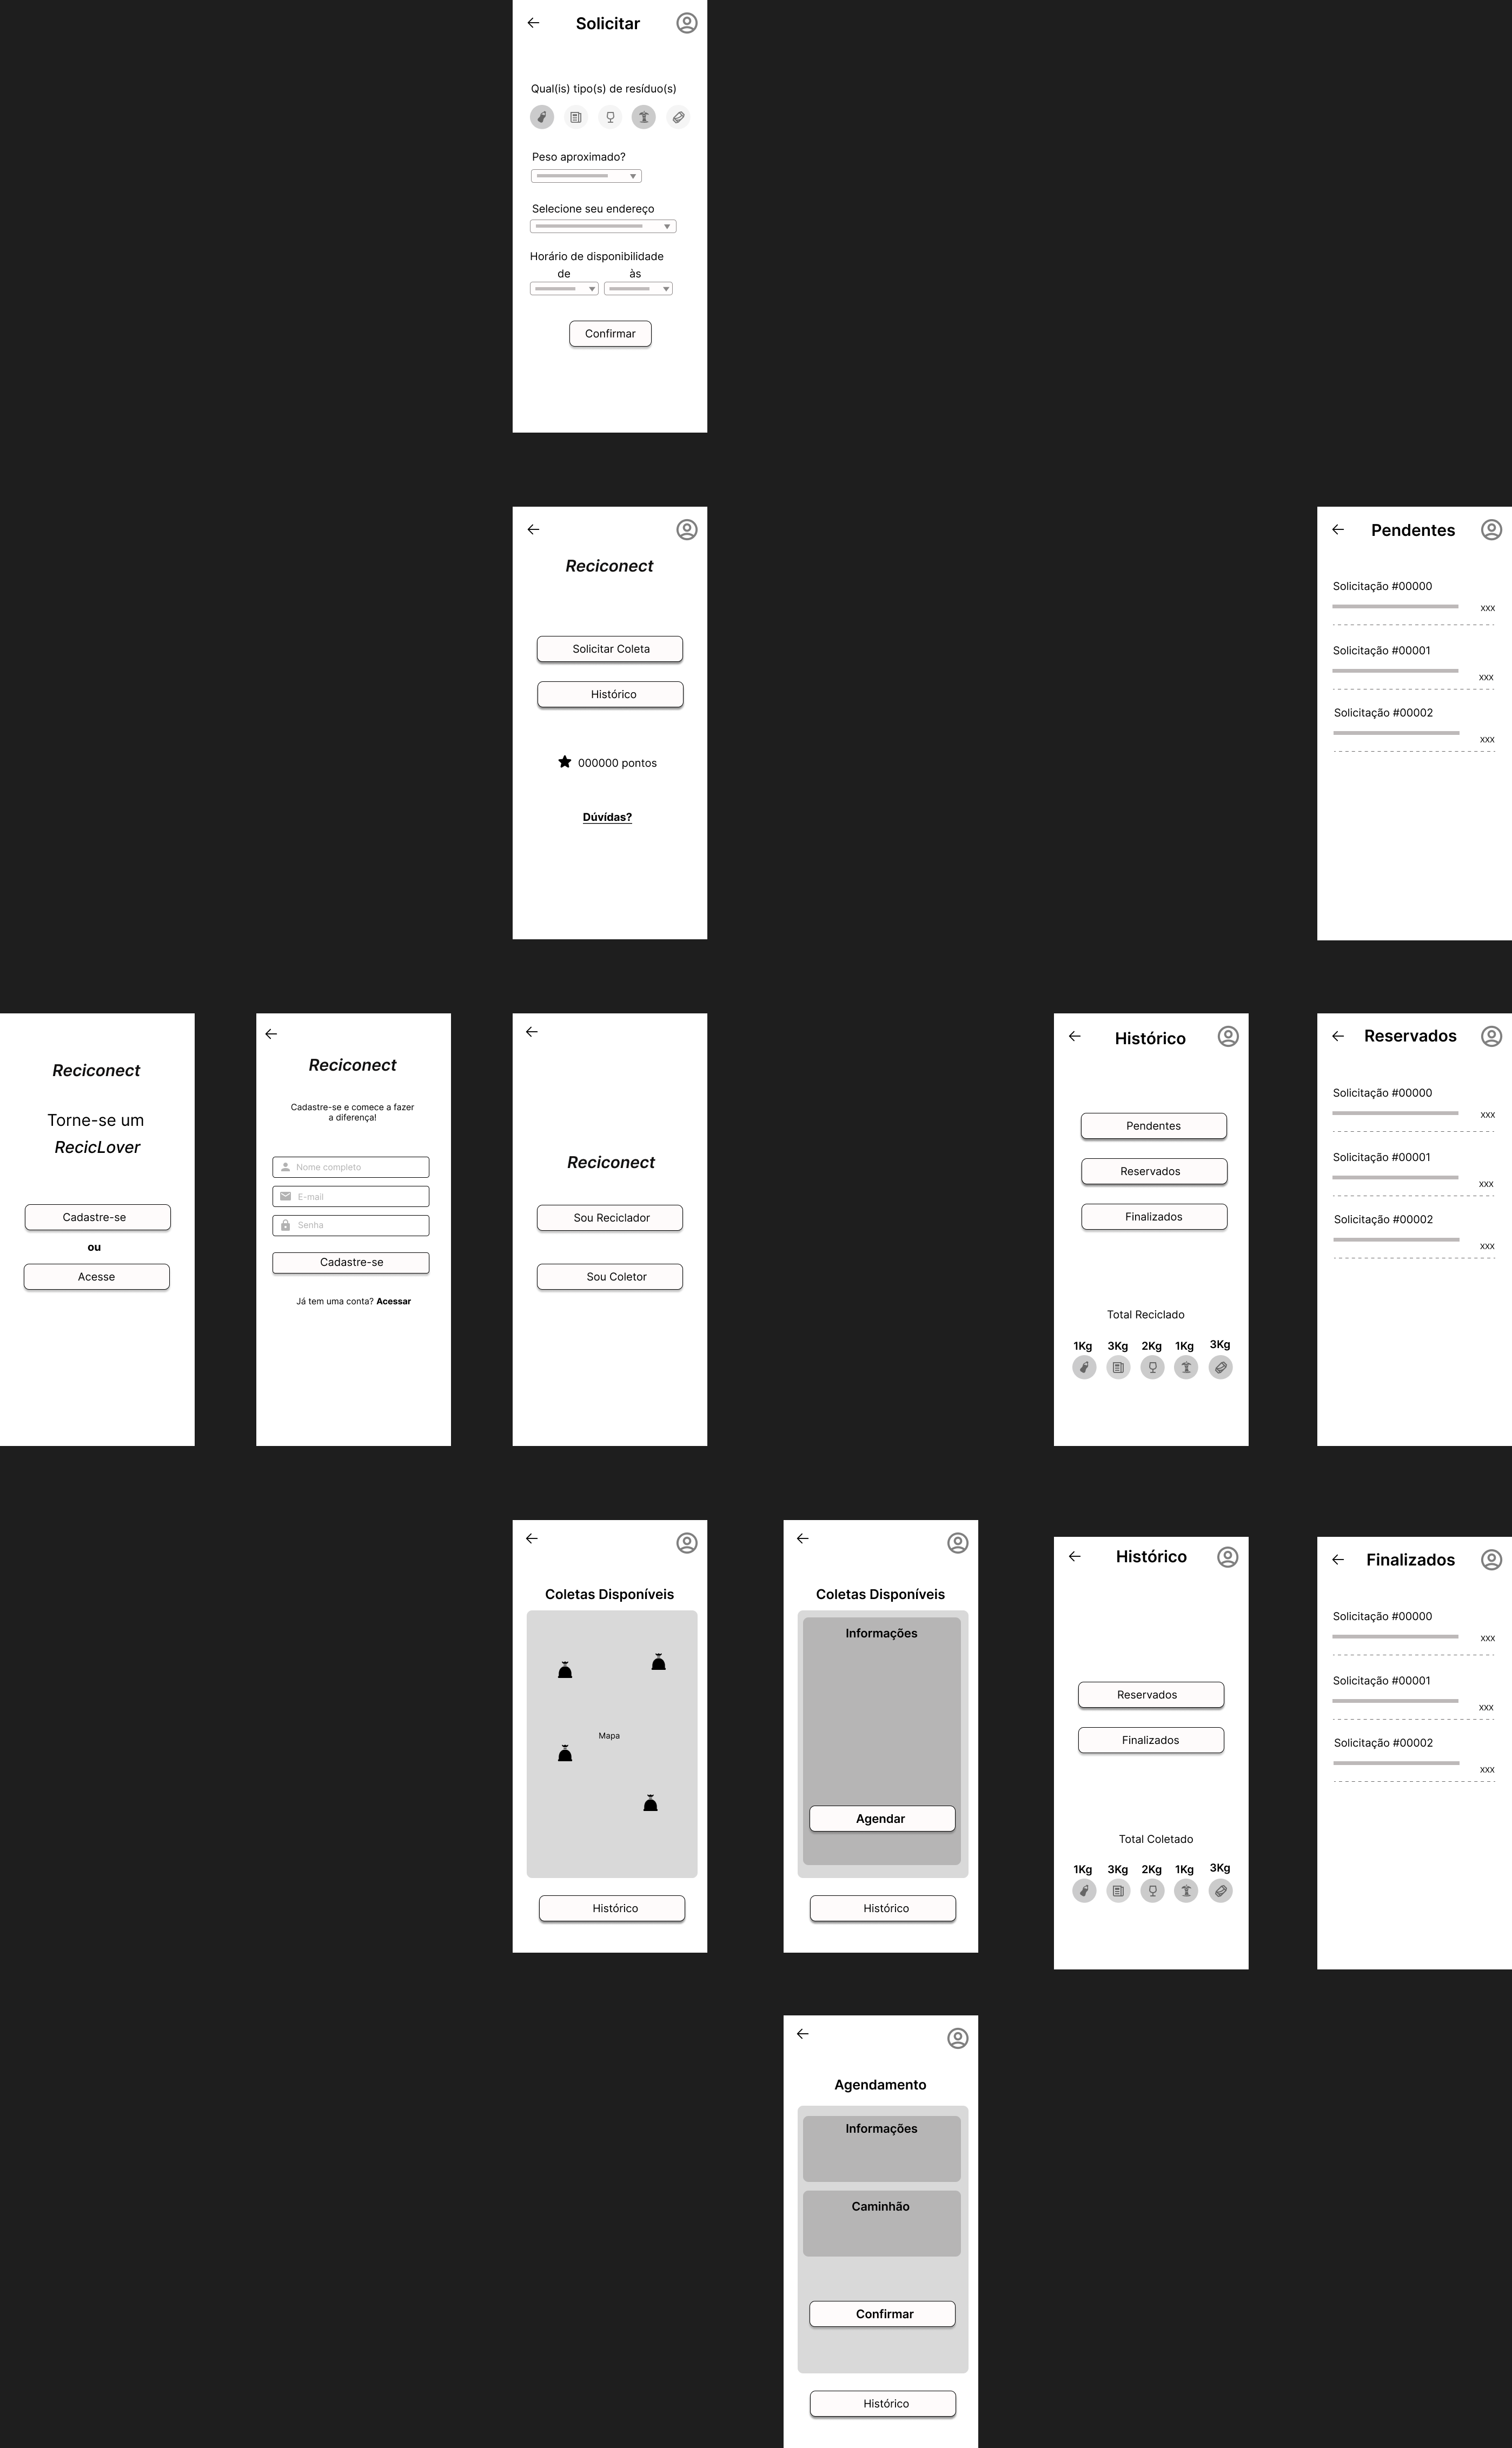 Solicitar
Qual(is) tipo(s) de resíduo(s)
Peso aproximado?
Selecione seu endereço
Horário de disponibilidade
de às
Confirmar
Reciconect
Solicitar Coleta
Histórico
000000 pontos
Dúvídas?
Pendentes
Solicitação #00000
xxx
Solicitação #00001
xxx
Solicitação #00002
xxx
Reciconect
Torne-se um
RecicLover
Cadastre-se
ou
Acesse
Reciconect
Cadastre-se e comece a fazer
a diferença!
Nome completo
E-mail
Senha
Cadastre-se
Já tem uma conta? Acessar
Reciconect
Sou Reciclador
Sou Coletor
Histórico
Pendentes
Reservados
Finalizados
Total Reciclado
1Kg 3Kg 2Kg 1Kg 3Kg
Reservados
Solicitação #00000
xxx
Solicitação #00001
xxx
Solicitação #00002
xxx
Coletas Disponíveis
Mapa
Histórico
Coletas Disponíveis
Informações
Agendar
Histórico
Histórico
Reservados
Finalizados
Total Coletado
1Kg 3Kg 2Kg 1Kg 3Kg
Finalizados
Solicitação #00000
xxx
Solicitação #00001
xxx
Solicitação #00002
xxx
Agendamento
Informações
Caminhão
Confirmar
Histórico